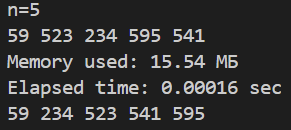 n=5
59 523 234 595 541
Memory used: 15.54 МБ
Elapsed time: 0.00016 sec
59 234 523 541 595